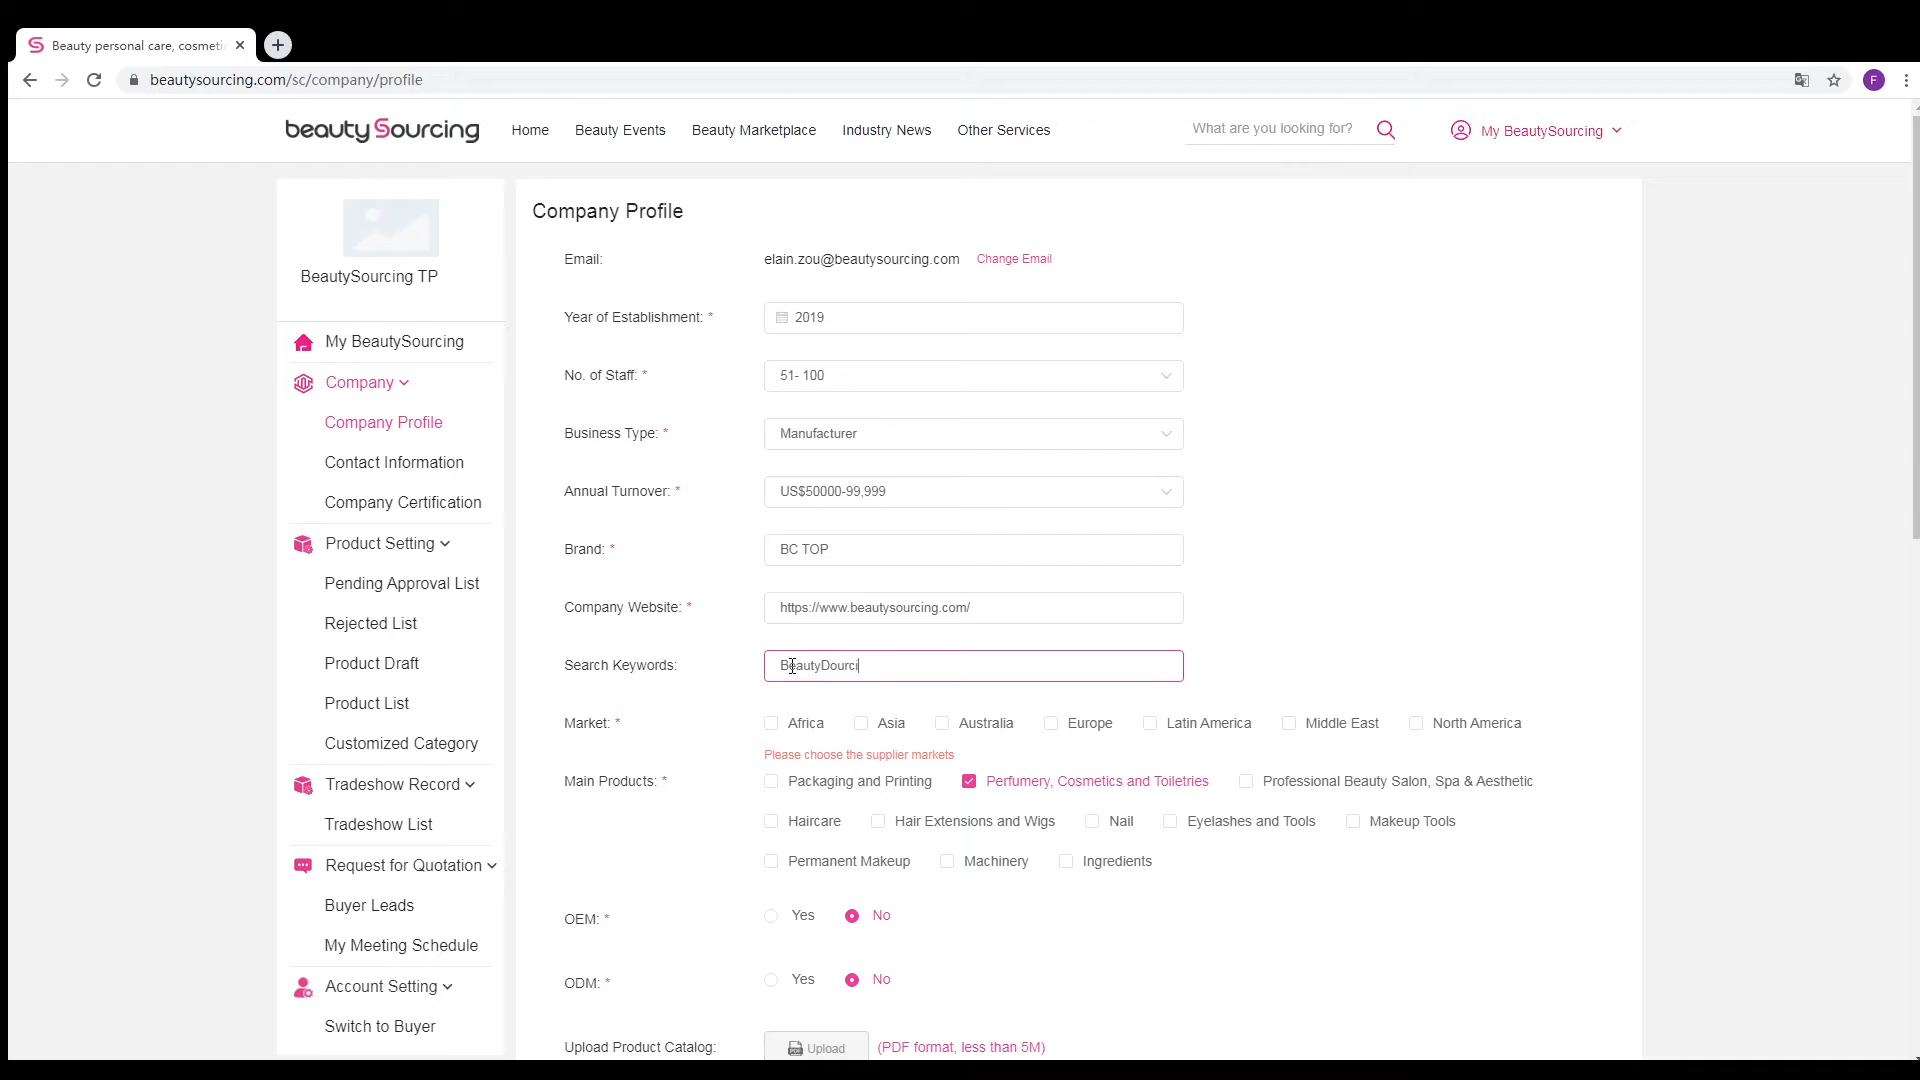 Beauty personal care, cosmeti
beautysourcing.com/sc/company/profile
F
beautySourcing
Home
Beauty Events
Beauty Marketplace
Industry News
Other Services
What are you looking for?
My BeautySourcing
BeautySourcing TP
My BeautySourcing
Company
Company Profile
Contact Information
Company Certification
Product Setting
Pending Approval List
Rejected List
Product Draft
Product List
Customized Category
Tradeshow Record
Tradeshow List
Request for Quotation
Buyer Leads
My Meeting Schedule
Account Setting
Switch to Buyer
Company Profile
Email: elain.zou@beautysourcing.com Change Email
Year of Establishment: * 2019
No. of Staff: * 51- 100
Business Type: * Manufacturer
Annual Turnover: * US$50000-99,999
Brand: * BC TOP
Company Website: * https://www.beautysourcing.com/
Search Keywords: BeautyDourci
Market: * Africa Asia Australia Europe Latin America Middle East North America
Please choose the supplier markets
Main Products: * Packaging and Printing Perfumery, Cosmetics and Toiletries Professional Beauty Salon, Spa & Aesthetic
Haircare Hair Extensions and Wigs Nail Eyelashes and Tools Makeup Tools
Permanent Makeup Machinery Ingredients
OEM: * Yes No
ODM: * Yes No
Upload Product Catalog: Upload (PDF format, less than 5M)